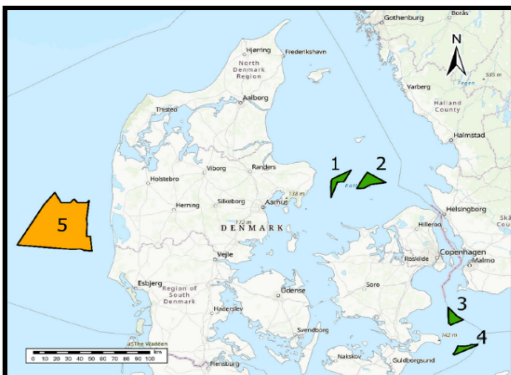 Gothenburg
Borås
N
Hjørring
Frederikshavn
North
Denmark
Region
Varberg
Halland
County
Aalborg
Thisted
Halmstad
Viborg
Randers
1
2
Holstebro
Silkeborg
Aarhus
Herning
Helsingborg
5
DENMARK
Hillerød
Copenhagen
Roskilde
Malmö
Vejle
Esbjerg
Region of
South
Denmark
Odense
Sorø
Haderslev
3
4
Svendborg
Nakskov
Guldborgsund
Flensburg
0 10 20 30 40 50 60 70 80 90 100
km